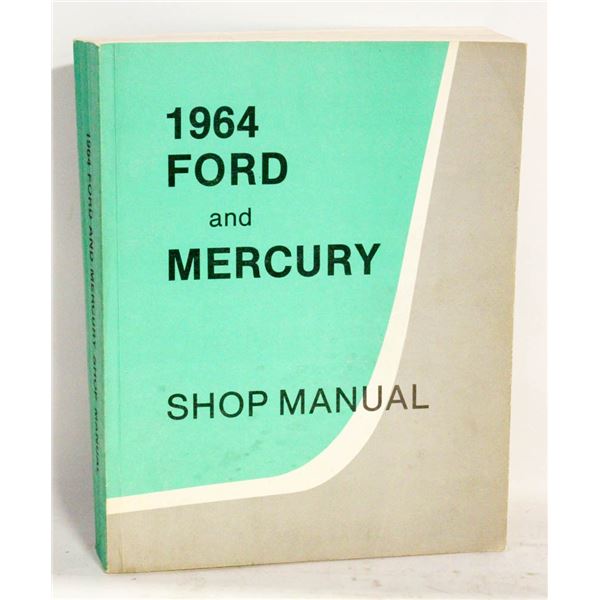 1964
FORD
and
MERCURY
SHOP MANUAL
1964 FORD AND MERCURY SHOP MANUAL